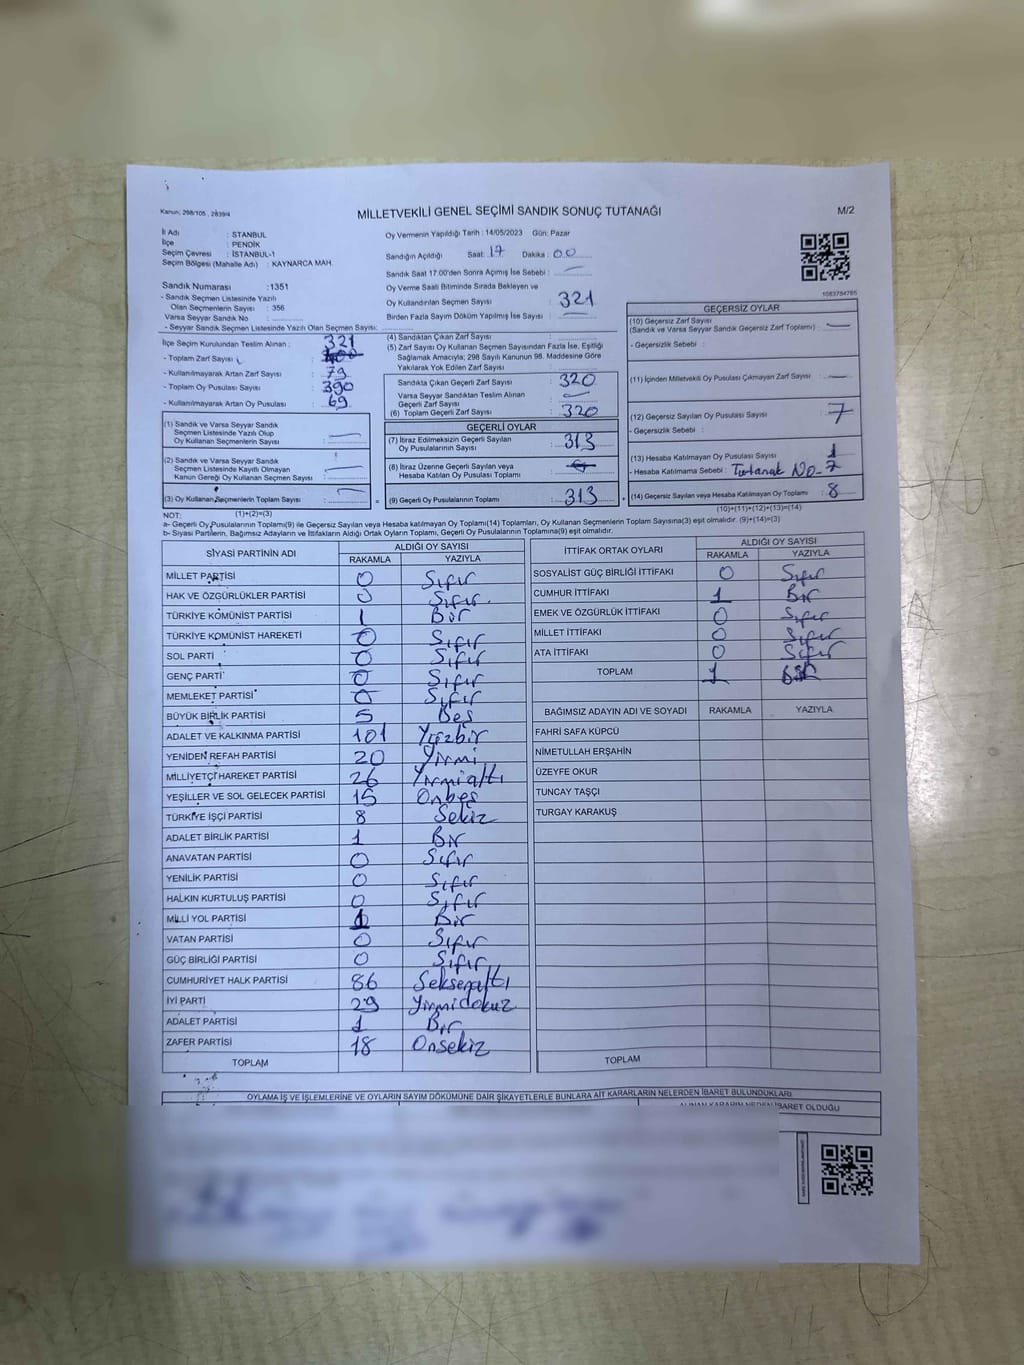 Kanun: 298/105 , 2839/4
MİLLETVEKİLİ GENEL SEÇİMİ SANDIK SONUÇ TUTANAĞI
M/2
İl Adı : STANBUL
İlçe : PENDİK
Seçim Çevresi : İSTANBUL-1
Seçim Bölgesi (Mahalle Adı) : KAYNARCA MAH.
Sandık Numarası :1351
- Sandık Seçmen Listesinde Yazılı
Olan Seçmenlerin Sayısı : 356
Varsa Seyyar Sandık No :
- Seyyar Sandık Seçmen Listesinde Yazılı Olan Seçmen Sayısı:
Oy Vermenin Yapıldığı Tarih : 14/05/2023 Gün: Pazar
Sandığın Açıldığı Saat: 17 Dakika : 00
Sandık Saat 17.00'den Sonra Açımış İse Sebebi : —
Oy Verme Saati Bitiminde Sırada Bekleyen ve
Oy Kullandırılan Seçmen Sayısı : 321
Birden Fazla Sayım Döküm Yapılmış İse Sayısı : —
1083784765
İlçe Seçim Kurulundan Teslim Alınan :
- Toplam Zarf Sayısı : 321
- Kullanılmayarak Artan Zarf Sayısı : 79
- Toplam Oy Pusulası Sayısı : 390
- Kullanılmayarak Artan Oy Pusulası : 69
(1) Sandık ve Varsa Seyyar Sandık
Seçmen Listesinde Yazılı Olup
Oy Kullanan Seçmenlerin Sayısı : —
(2) Sandık ve Varsa Seyyar Sandık
Seçmen Listesinde Kayıtlı Olmayan
Kanun Gereği Oy Kullanan Seçmen Sayısı : —
(3) Oy Kullanan Seçmenlerin Toplam Sayısı : —
(1)+(2)=(3)
(4) Sandıktan Çıkan Zarf Sayısı :
(5) Zarf Sayısı Oy Kullanan Seçmen Sayısından Fazla İse, Eşitliği
Sağlamak Amacıyla; 298 Sayılı Kanunun 98. Maddesine Göre
Yakılarak Yok Edilen Zarf Sayısı :
Sandıkta Çıkan Geçerli Zarf Sayısı : 320
Varsa Seyyar Sandıktan Teslim Alınan
Geçerli Zarf Sayısı : —
(6) Toplam Geçerli Zarf Sayısı : 320
GEÇERLİ OYLAR
(7) İtiraz Edilmeksizin Geçerli Sayılan
Oy Pusulalarının Sayısı : 313
(8) İtiraz Üzerine Geçerli Sayılan veya
Hesaba Katılan Oy Pusulası Toplamı :
= (9) Geçerli Oy Pusulalarının Toplamı : 313
GEÇERSİZ OYLAR
(10) Geçersiz Zarf Sayısı
(Sandık ve Varsa Seyyar Sandık Geçersiz Zarf Toplamı) : —
- Geçersizlik Sebebi :
(11) İçinden Milletvekili Oy Pusulası Çıkmayan Zarf Sayısı : —
(12) Geçersiz Sayılan Oy Pusulası Sayısı : 7
- Geçersizlik Sebebi :
(13) Hesaba Katılmayan Oy Pusulası Sayısı : 1
- Hesaba Katılmama Sebebi : Tutanak No-7
+ (14) Geçersiz Sayılan veya Hesaba Katılmayan Oy Toplamı : 8
(10)+(11)+(12)+(13)=(14)
NOT:
a- Geçerli Oy Pusulalarının Toplamı(9) ile Geçersiz Sayılan veya Hesaba katılmayan Oy Toplamı(14) Toplamları, Oy Kullanan Seçmenlerin Toplam Sayısına(3) eşit olmalıdır. (9)+(14)=(3)
b- Siyasi Partilerin, Bağımsız Adayların ve İttifakların Aldığı Ortak Oyların Toplamı, Geçerli Oy Pusulalarının Toplamına(9) eşit olmalıdır.
SİYASİ PARTİNİN ADI ALDIĞI OY SAYISI
RAKAMLA YAZIYLA
MİLLET PARTİSİ 0 Sıfır
HAK VE ÖZGÜRLÜKLER PARTİSİ 0 Sıfır.
TÜRKİYE KOMÜNİST PARTİSİ 1 Bir
TÜRKİYE KOMÜNİST HAREKETİ 0 Sıfır
SOL PARTİ 0 Sıfır
GENÇ PARTİ 0 Sıfır
MEMLEKET PARTİSİ 0 Sıfır
BÜYÜK BİRLİK PARTİSİ 5 Beş
ADALET VE KALKINMA PARTİSİ 101 Yüzbir
YENİDEN REFAH PARTİSİ 20 Yirmi
MİLLİYETÇİ HAREKET PARTİSİ 26 Yirmialtı
YEŞİLLER VE SOL GELECEK PARTİSİ 15 Onbeş
TÜRKİYE İŞÇİ PARTİSİ 8 Sekiz
ADALET BİRLİK PARTİSİ 1 Bir
ANAVATAN PARTİSİ 0 Sıfır
YENİLİK PARTİSİ 0 Sıfır
HALKIN KURTULUŞ PARTİSİ 0 Sıfır
MİLLİ YOL PARTİSİ 1 Bir
VATAN PARTİSİ 0 Sıfır
GÜÇ BİRLİĞİ PARTİSİ 0 Sıfır
CUMHURİYET HALK PARTİSİ 86 Seksenaltı
İYİ PARTİ 29 Yirmidokuz
ADALET PARTİSİ 1 Bir
ZAFER PARTİSİ 18 Onsekiz
TOPLAM
İTTİFAK ORTAK OYLARI ALDIĞI OY SAYISI
RAKAMLA YAZIYLA
SOSYALİST GÜÇ BİRLİĞİ İTTİFAKI 0 Sıfır
CUMHUR İTTİFAKI 1 Bir
EMEK VE ÖZGÜRLÜK İTTİFAKI 0 Sıfır
MİLLET İTTİFAKI 0 Sıfır
ATA İTTİFAKI 0 Sıfır
TOPLAM 1 BİR
BAĞIMSIZ ADAYIN ADI VE SOYADI RAKAMLA YAZIYLA
FAHRİ SAFA KÜPCÜ
NİMETULLAH ERŞAHİN
ÜZEYFE OKUR
TUNCAY TAŞÇI
TURGAY KARAKUŞ
TOPLAM
OYLAMA İŞ VE İŞLEMLERİNE VE OYLARIN SAYIM DÖKÜMÜNE DAİR ŞİKAYETLERLE BUNLARA AİT KARARLARIN NELERDEN İBARET BULUNDUKLARI
ALINAN KARARIN NEDEN İBARET OLDUĞU